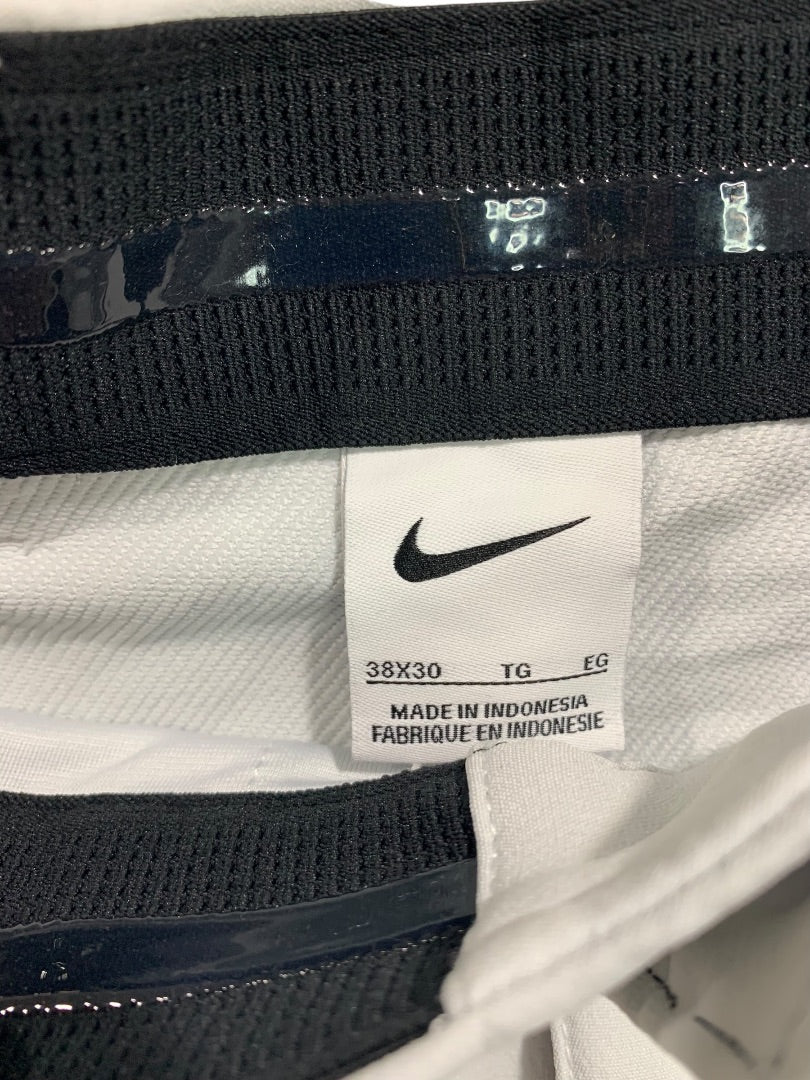 38X30 TG EG
MADE IN INDONESIA
FABRIQUE EN INDONESIE